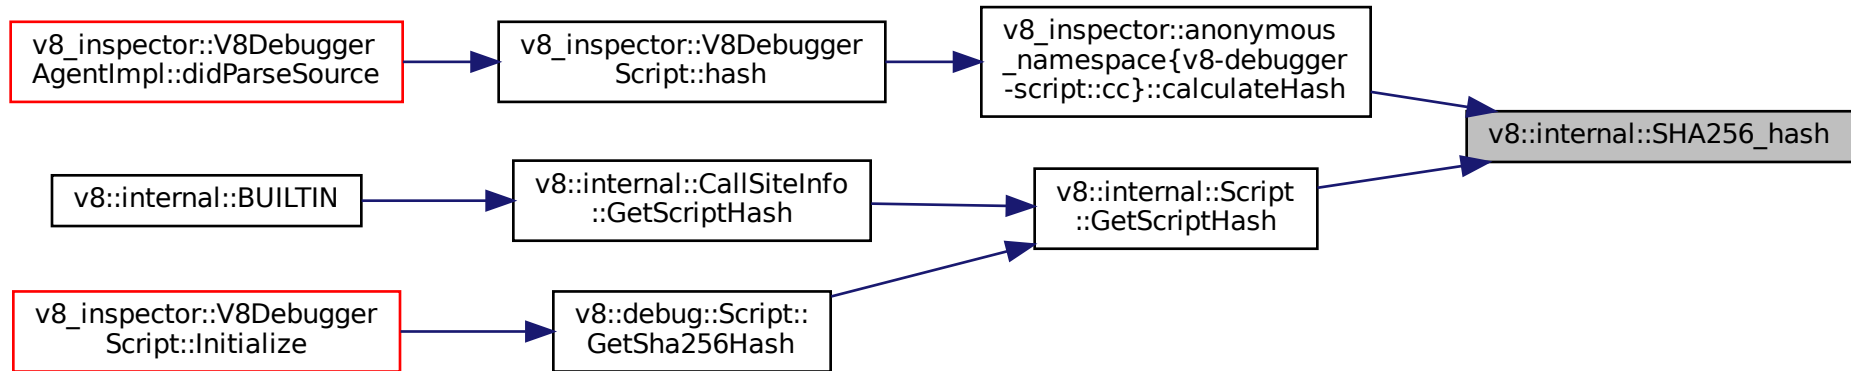 v8_inspector::V8Debugger
AgentImpl::didParseSource
v8_inspector::V8Debugger
Script::hash
v8_inspector::anonymous
_namespace{v8-debugger
-script::cc}::calculateHash
v8::internal::SHA256_hash
v8::internal::BUILTIN
v8::internal::CallSiteInfo
::GetScriptHash
v8::internal::Script
::GetScriptHash
v8_inspector::V8Debugger
Script::Initialize
v8::debug::Script::
GetSha256Hash